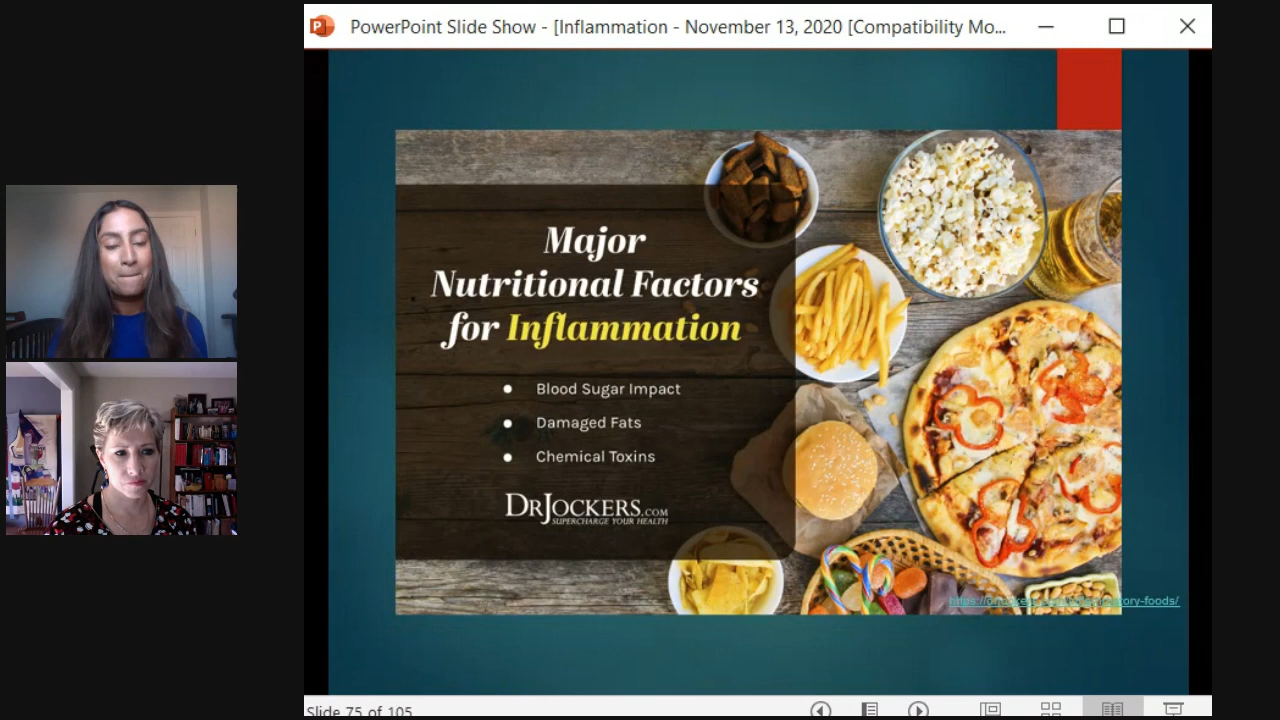 PowerPoint Slide Show - [Inflammation - November 13, 2020 [Compatibility Mo...
Major
Nutritional Factors
for Inflammation
• Blood Sugar Impact
• Damaged Fats
• Chemical Toxins
DRJOCKERS.COM
SUPERCHARGE YOUR HEALTH
Slide 75 of 105